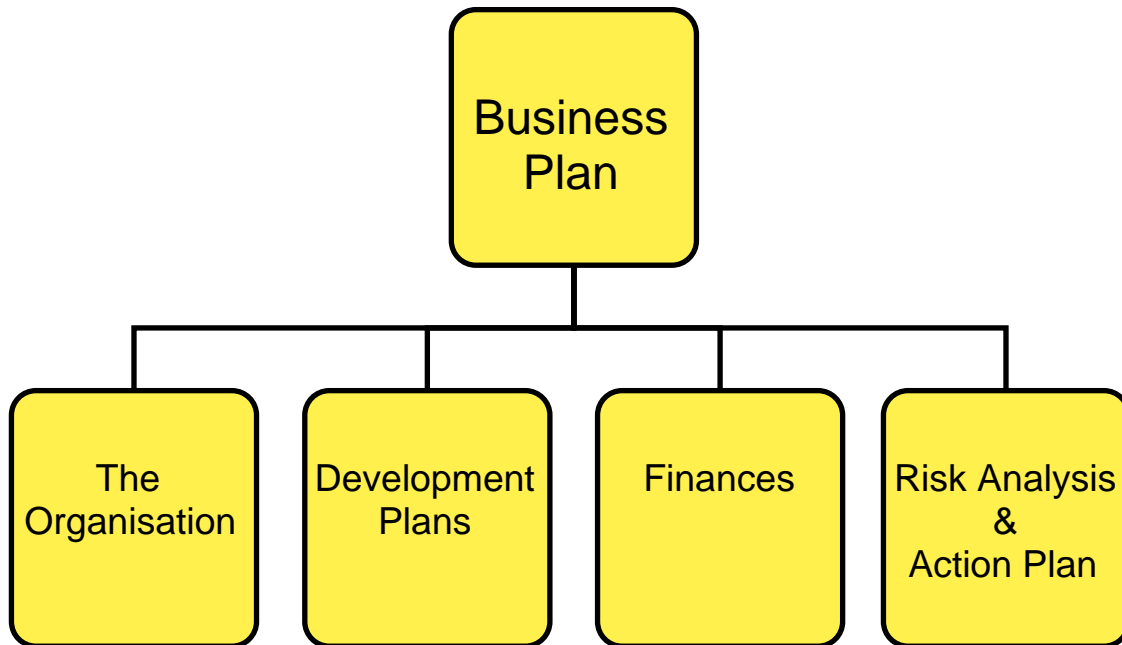 Business
Plan
The
Organisation
Development
Plans
Finances
Risk Analysis
&
Action Plan